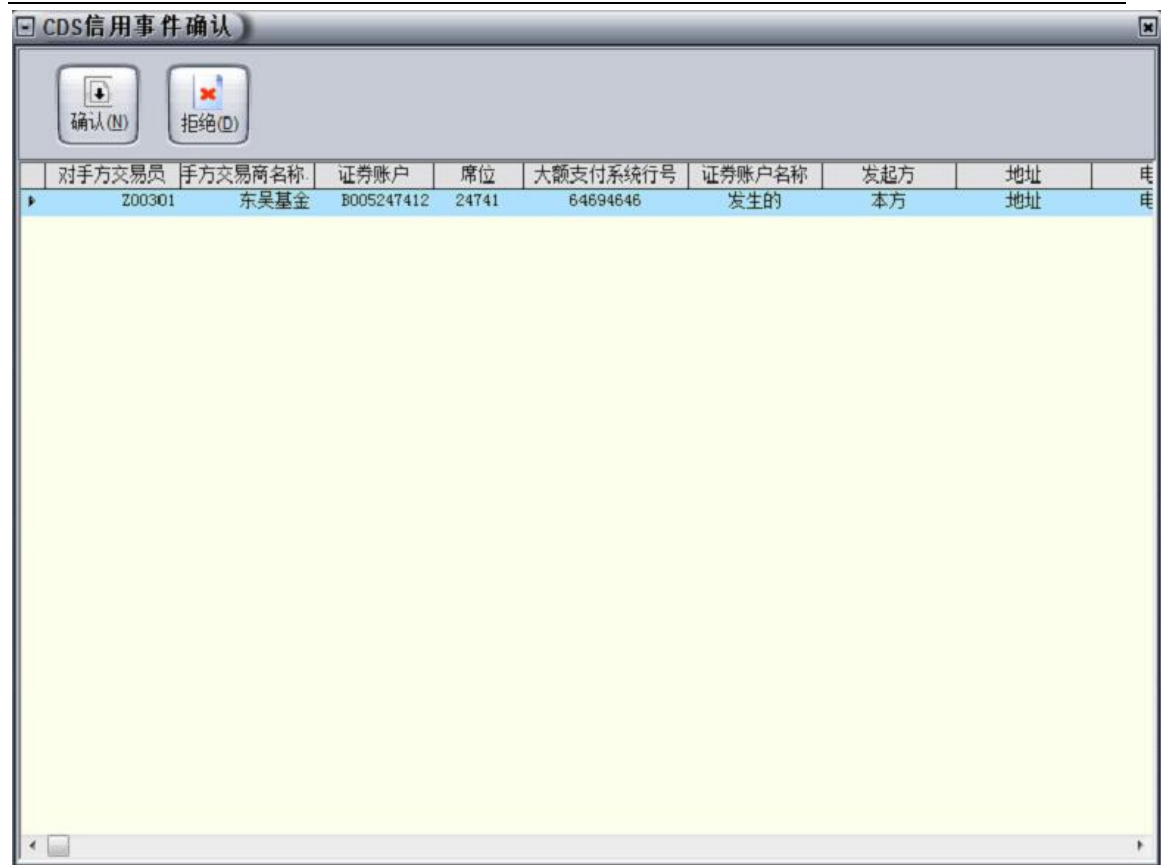 CDS信用事件确认
确认(N) 拒绝(D)
对手方交易员 手方交易商名称 证券账户 席位 大额支付系统行号 证券账户名称 发起方 地址 电
Z00301 东吴基金 B005247412 24741 64694646 发生的 本方 地址 电